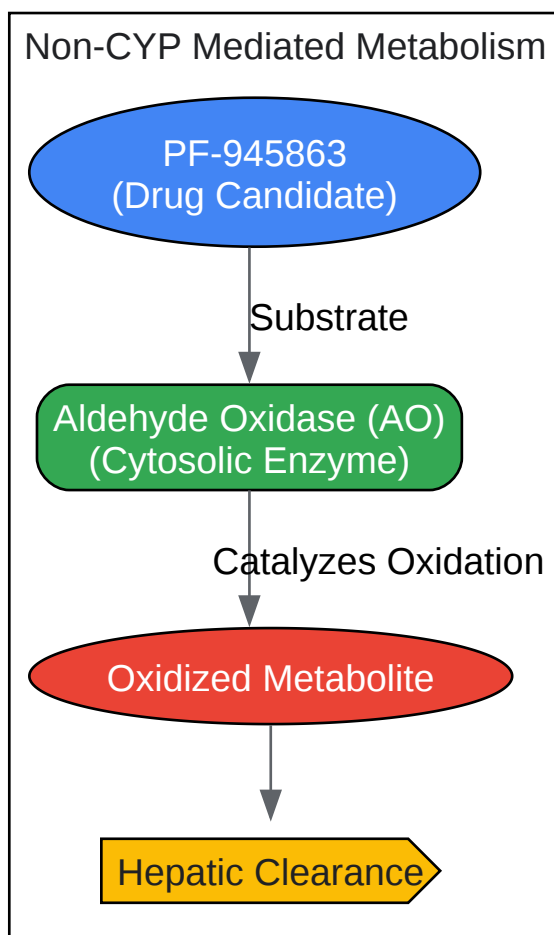 Non-CYP Mediated Metabolism
PF-945863
(Drug Candidate)
Substrate
Aldehyde Oxidase (AO)
(Cytosolic Enzyme)
Catalyzes Oxidation
Oxidized Metabolite
Hepatic Clearance